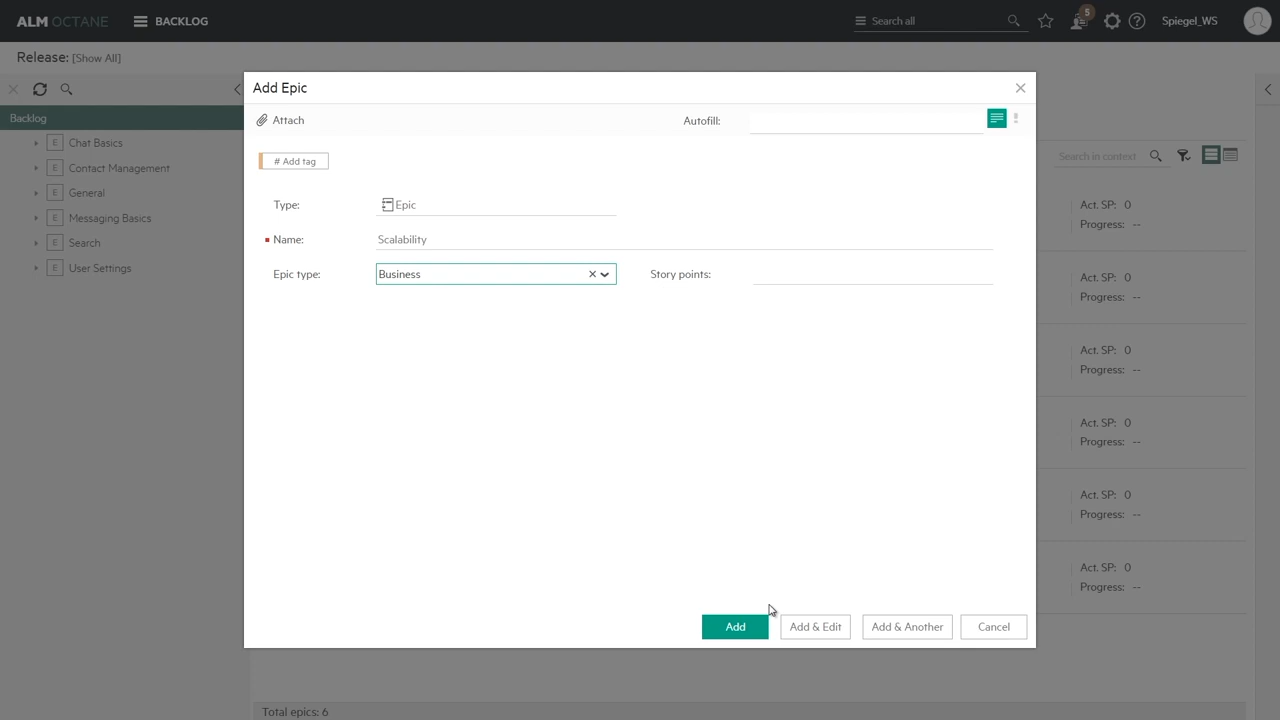 ALM OCTANE BACKLOG Search all 5 Spiegel_WS
Release: [Show All]
Add Epic
Backlog
E Chat Basics
E Contact Management
E General
E Messaging Basics
E Search
E User Settings
Attach Autofill:
# Add tag
Type: Epic
Name: Scalability
Epic type: Business Story points:
Add Add & Edit Add & Another Cancel
Search in context
Act. SP: 0
Progress: --
Act. SP: 0
Progress: --
Act. SP: 0
Progress: --
Act. SP: 0
Progress: --
Act. SP: 0
Progress: --
Act. SP: 0
Progress: --
Total epics: 6